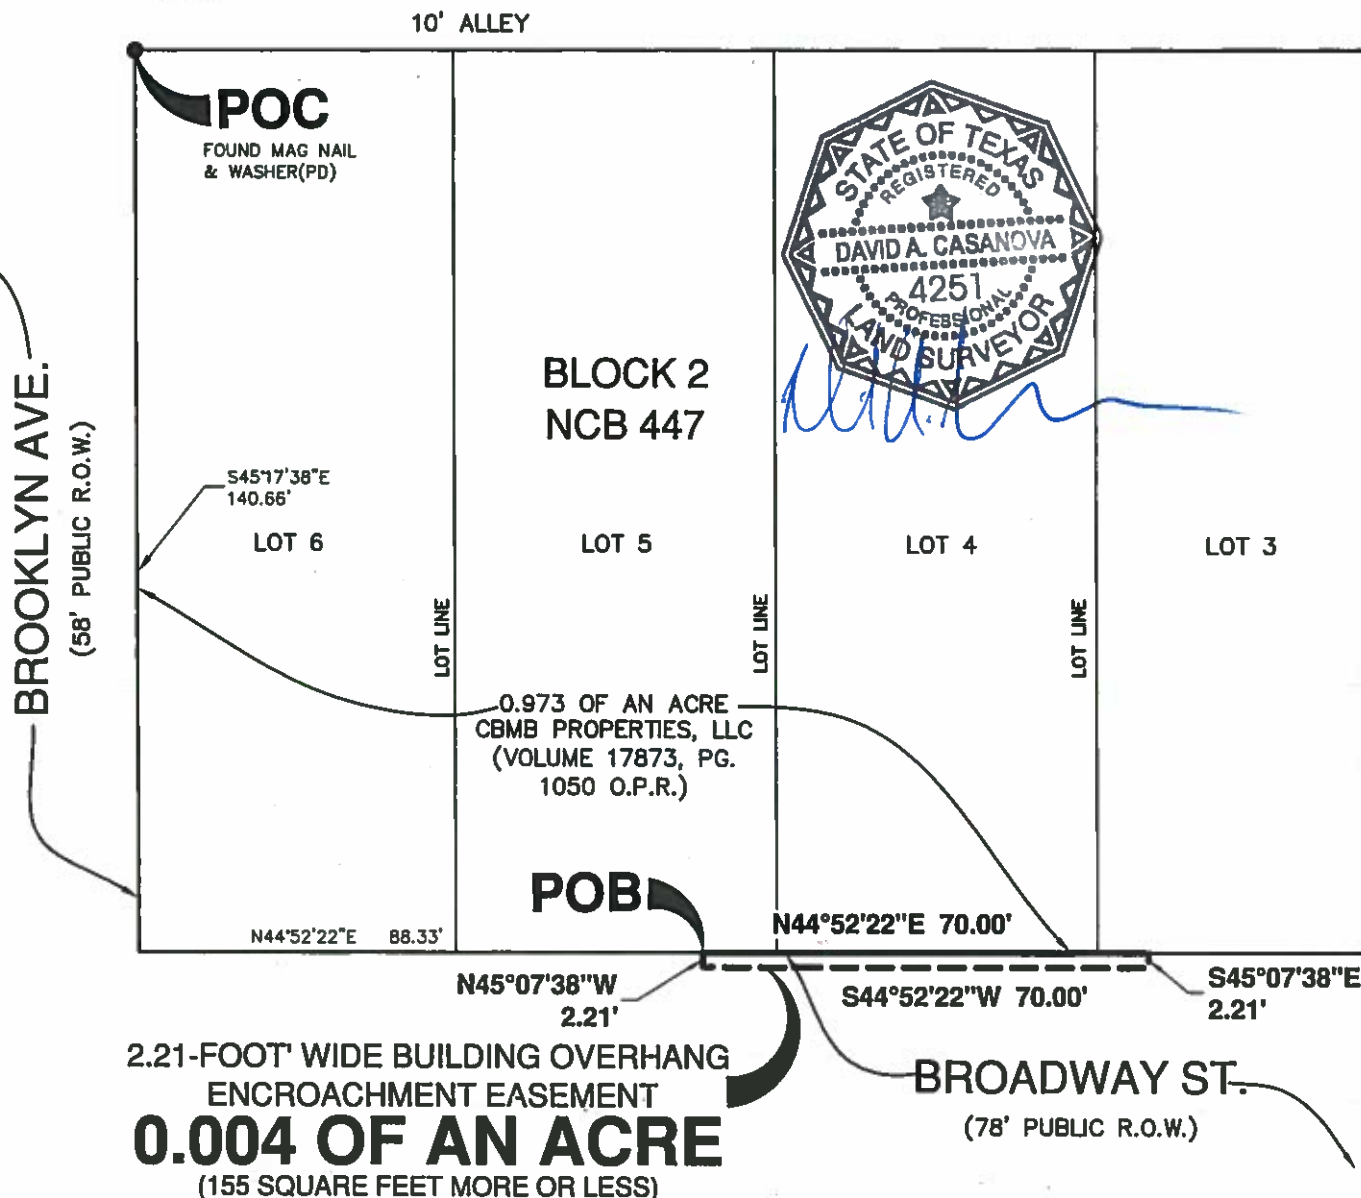 10' ALLEY
POC
FOUND MAG NAIL
& WASHER(PD)
STATE OF TEXAS
REGISTERED
DAVID A. CASANOVA
4251
PROFESSIONAL
LAND SURVEYOR
BLOCK 2
NCB 447
BROOKLYN AVE.
(58' PUBLIC R.O.W.)
S45°17'38"E
140.66'
LOT 6
LOT 5
LOT 4
LOT 3
LOT LINE
LOT LINE
LOT LINE
0.973 OF AN ACRE
CBMB PROPERTIES, LLC
(VOLUME 17873, PG.
1050 O.P.R.)
POB
N44°52'22"E 88.33'
N44°52'22"E 70.00'
N45°07'38"W
2.21'
S44°52'22"W 70.00'
S45°07'38"E
2.21'
2.21-FOOT' WIDE BUILDING OVERHANG
ENCROACHMENT EASEMENT
0.004 OF AN ACRE
(155 SQUARE FEET MORE OR LESS)
BROADWAY ST.
(78' PUBLIC R.O.W.)